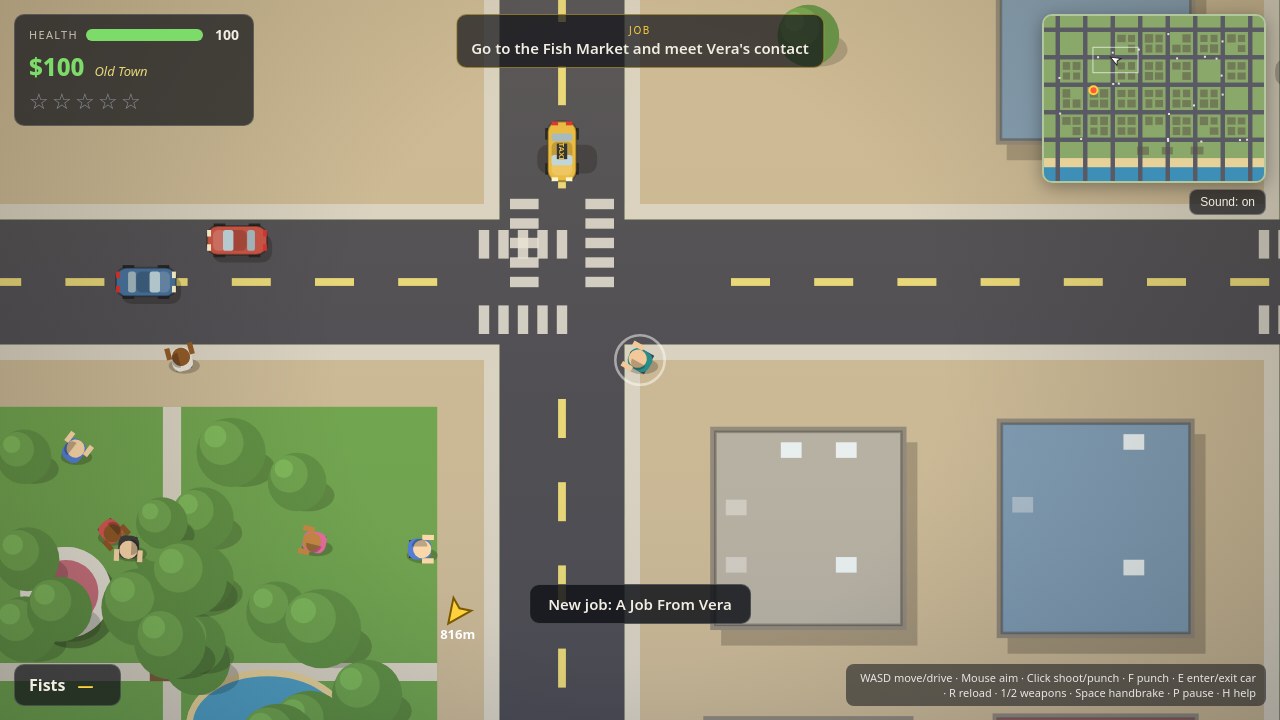 HEALTH 100
$100 Old Town
JOB
Go to the Fish Market and meet Vera's contact
Sound: on
TAXI
816m
New job: A Job From Vera
Fists —
WASD move/drive · Mouse aim · Click shoot/punch · F punch · E enter/exit car
· R reload · 1/2 weapons · Space handbrake · P pause · H help